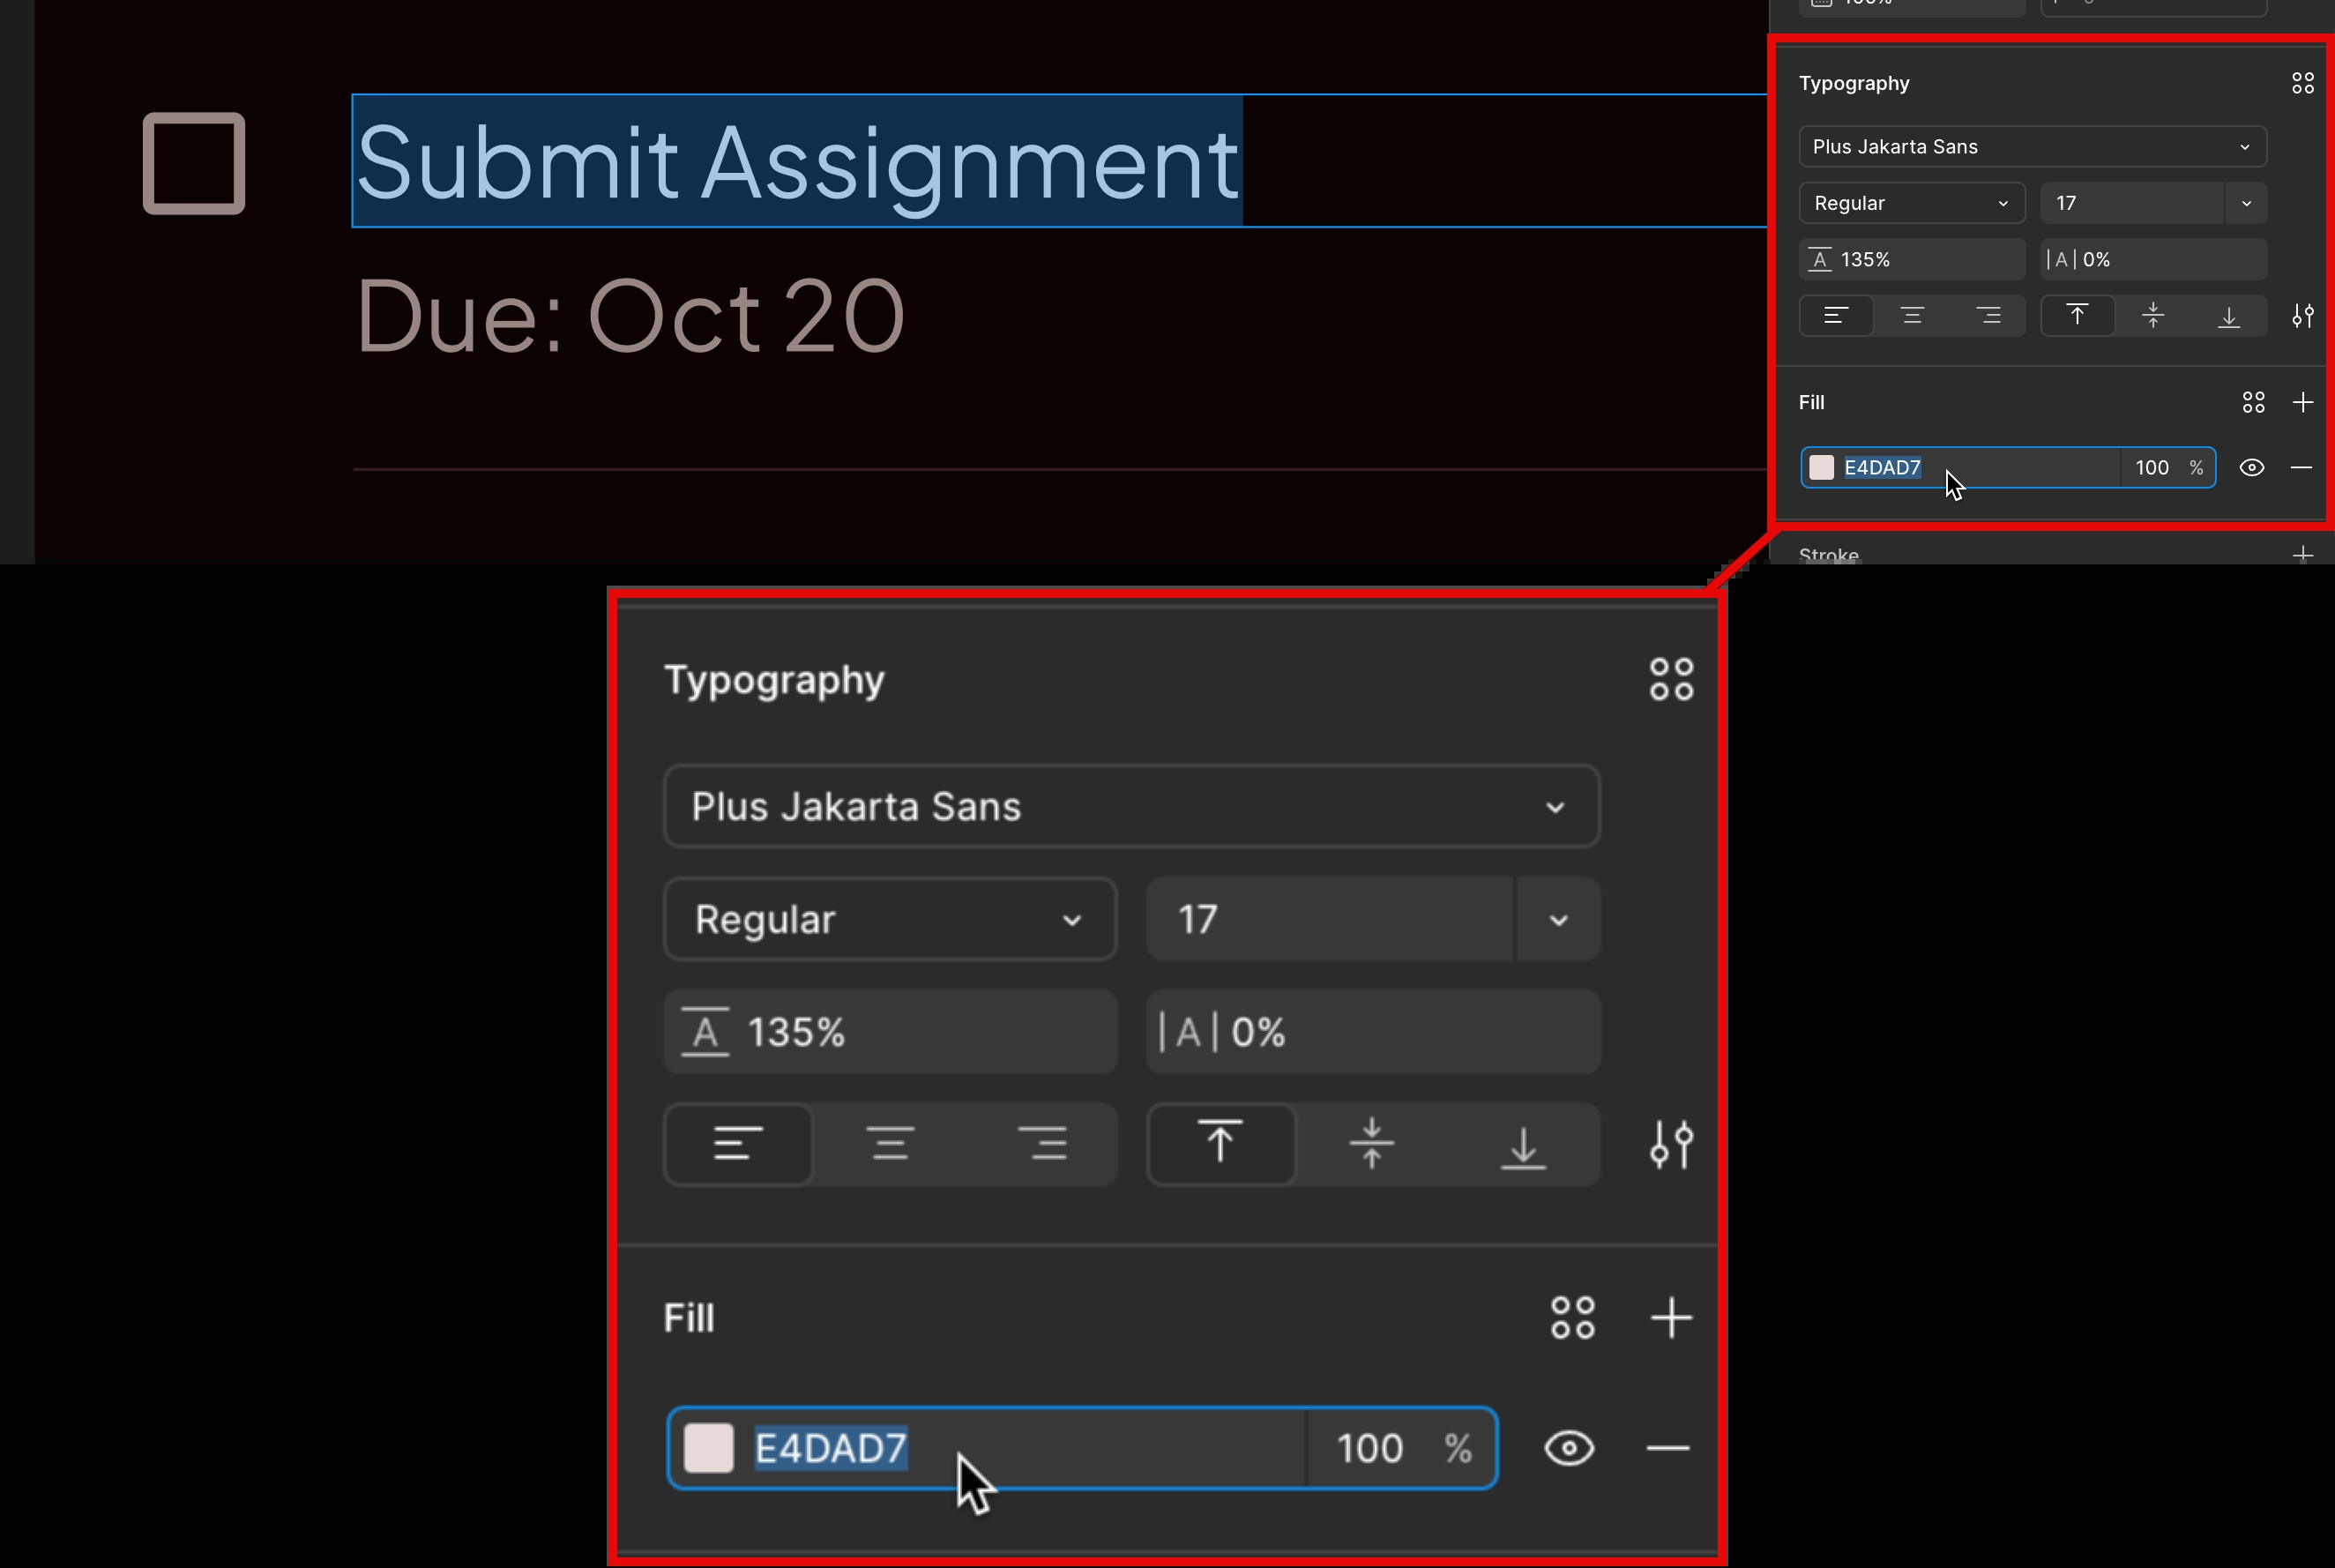 Submit Assignment
Due: Oct 20
Typography
Plus Jakarta Sans
Regular
17
135%
0%
Fill
E4DAD7
100 %
Stroke
Typography
Plus Jakarta Sans
Regular
17
A 135%
|A| 0%
Fill
E4DAD7
100 %